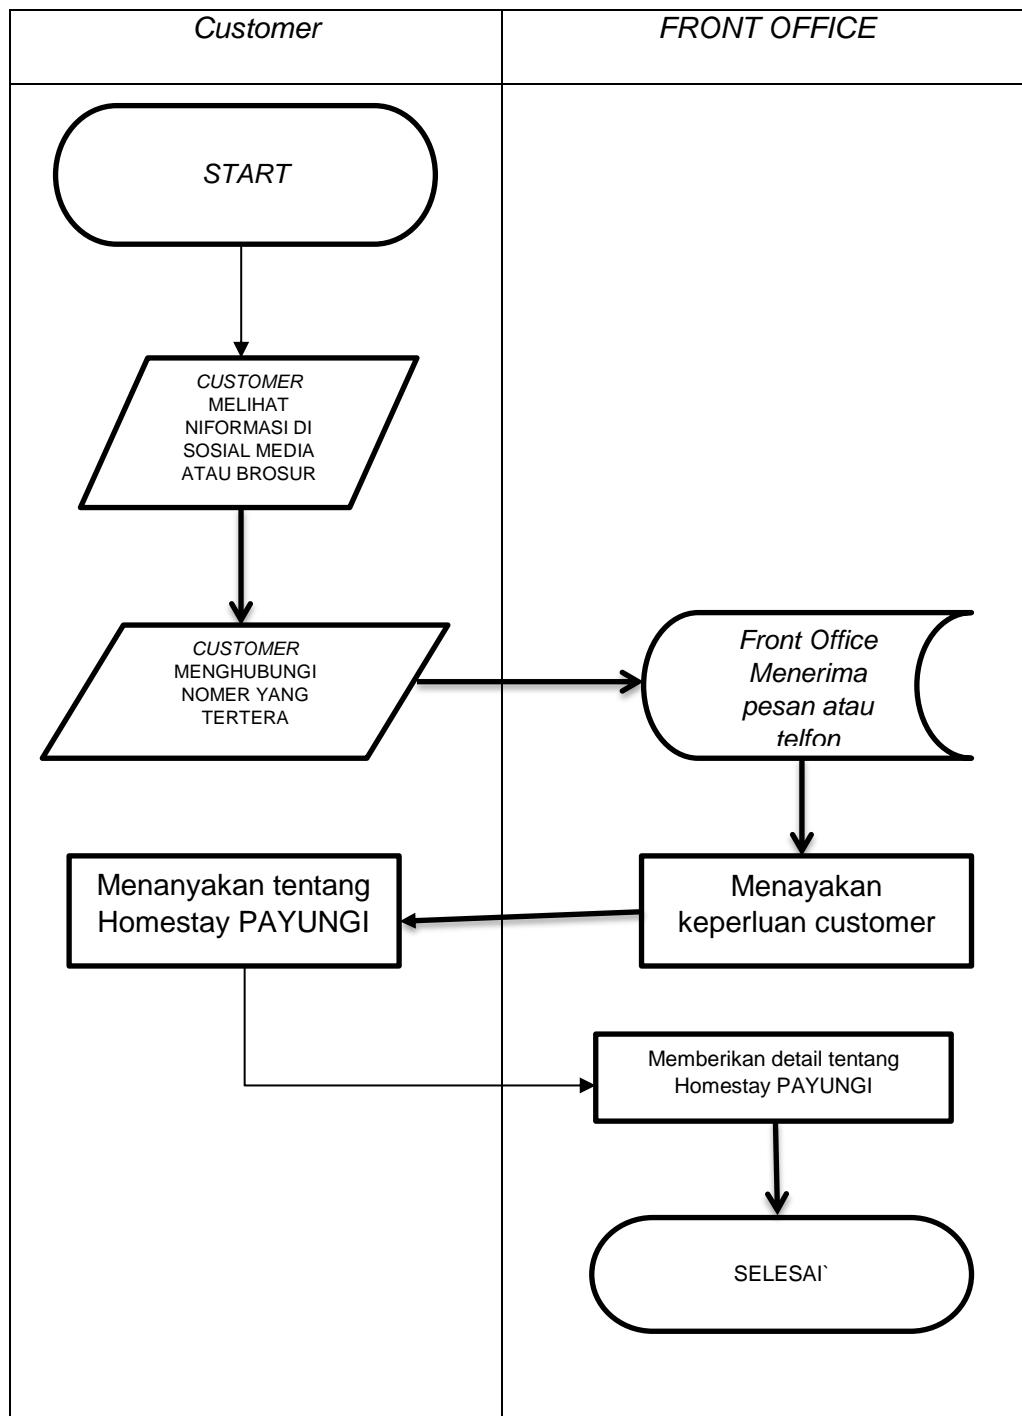 Customer
FRONT OFFICE
START
CUSTOMER
MELIHAT
NIFORMASI DI
SOSIAL MEDIA
ATAU BROSUR
CUSTOMER
MENGHUBUNGI
NOMER YANG
TERTERA
Front Office
Menerima
pesan atau
telfon
Menanyakan tentang
Homestay PAYUNGI
Menayakan
keperluan customer
Memberikan detail tentang
Homestay PAYUNGI
SELESAI`